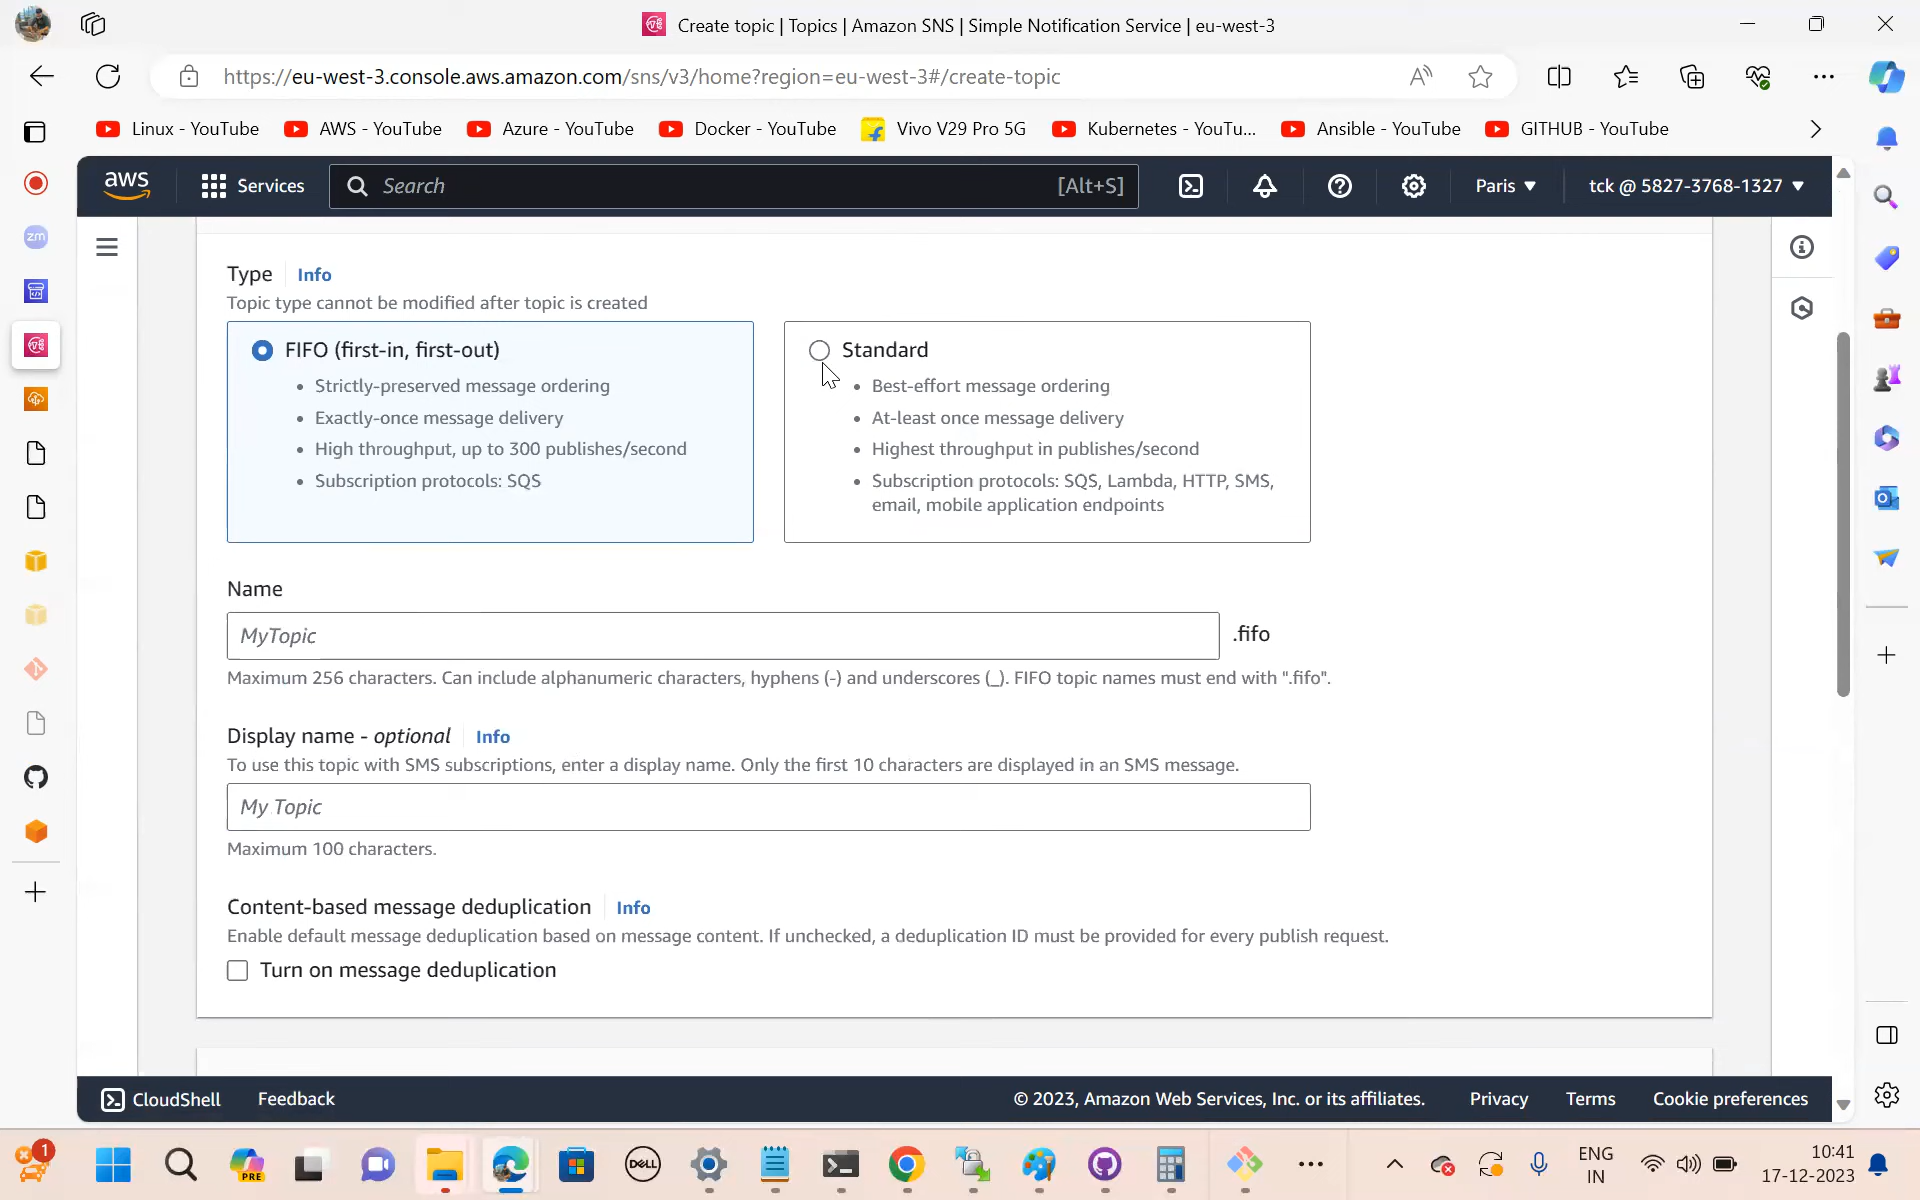 Create topic | Topics | Amazon SNS | Simple Notification Service | eu-west-3
https://eu-west-3.console.aws.amazon.com/sns/v3/home?region=eu-west-3#/create-topic
Linux - YouTube AWS - YouTube Azure - YouTube Docker - YouTube Vivo V29 Pro 5G Kubernetes - YouTu... Ansible - YouTube GITHUB - YouTube
aws Services Search [Alt+S] Paris ▼ tck @ 5827-3768-1327 ▼
zm
Type Info
Topic type cannot be modified after topic is created
FIFO (first-in, first-out)
• Strictly-preserved message ordering
• Exactly-once message delivery
• High throughput, up to 300 publishes/second
• Subscription protocols: SQS
Standard
• Best-effort message ordering
• At-least once message delivery
• Highest throughput in publishes/second
• Subscription protocols: SQS, Lambda, HTTP, SMS,
email, mobile application endpoints
Name
MyTopic .fifo
Maximum 256 characters. Can include alphanumeric characters, hyphens (-) and underscores (_). FIFO topic names must end with ".fifo".
Display name - optional Info
To use this topic with SMS subscriptions, enter a display name. Only the first 10 characters are displayed in an SMS message.
My Topic
Maximum 100 characters.
Content-based message deduplication Info
Enable default message deduplication based on message content. If unchecked, a deduplication ID must be provided for every publish request.
Turn on message deduplication
CloudShell Feedback © 2023, Amazon Web Services, Inc. or its affiliates. Privacy Terms Cookie preferences
1 PRE DELL ENG 10:41
IN 17-12-2023